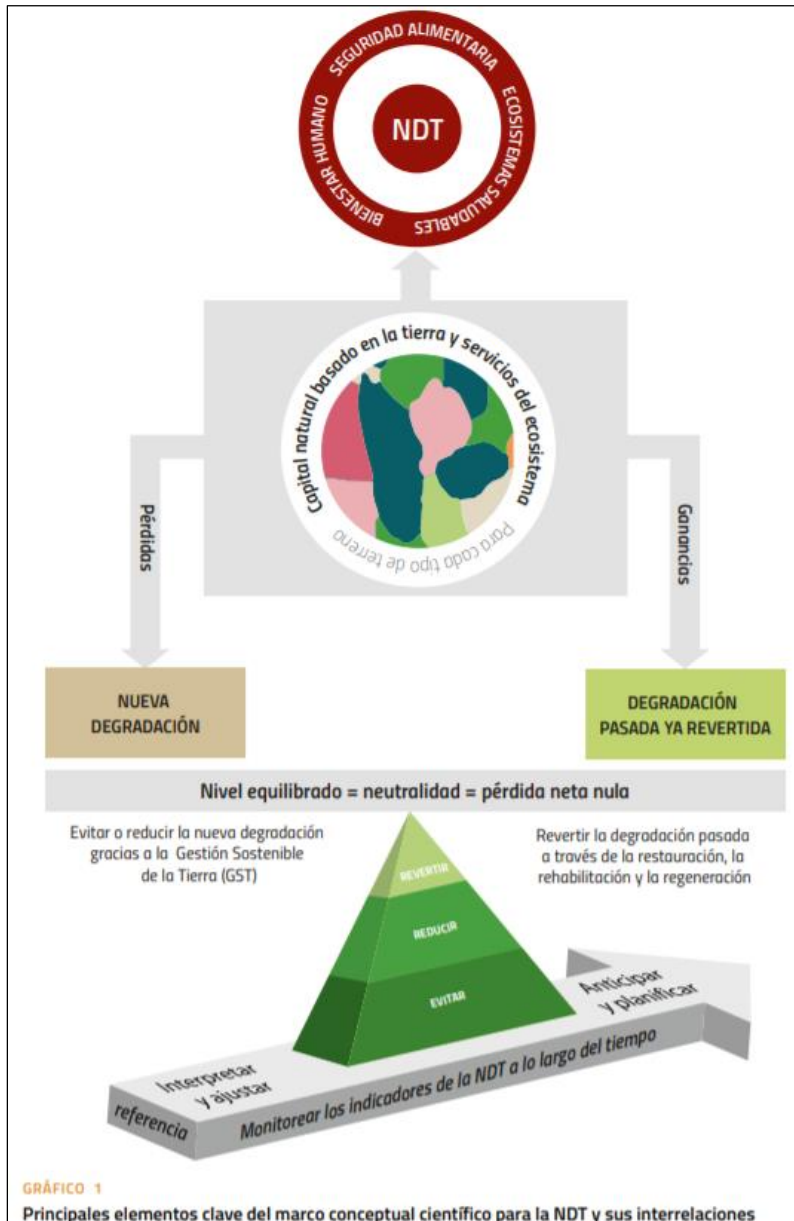 SEGURIDAD ALIMENTARIA
ECOSISTEMAS SALUDABLES
BIENESTAR HUMANO
NDT
Capital natural basado en la tierra y servicios del ecosistema
Para cada tipo de terreno
Pérdidas
Ganancias
NUEVA
DEGRADACIÓN
DEGRADACIÓN
PASADA YA REVERTIDA
Nivel equilibrado = neutralidad = pérdida neta nula
Evitar o reducir la nueva degradación
gracias a la Gestión Sostenible
de la Tierra (GST)
Revertir la degradación pasada
a través de la restauración, la
rehabilitación y la regeneración
REVERTIR
REDUCIR
EVITAR
Anticipar
y planificar
Interpretar
y ajustar
referencia
Monitorear los indicadores de la NDT a lo largo del tiempo
GRÁFICO 1
Principales elementos clave del marco conceptual científico para la NDT y sus interrelaciones